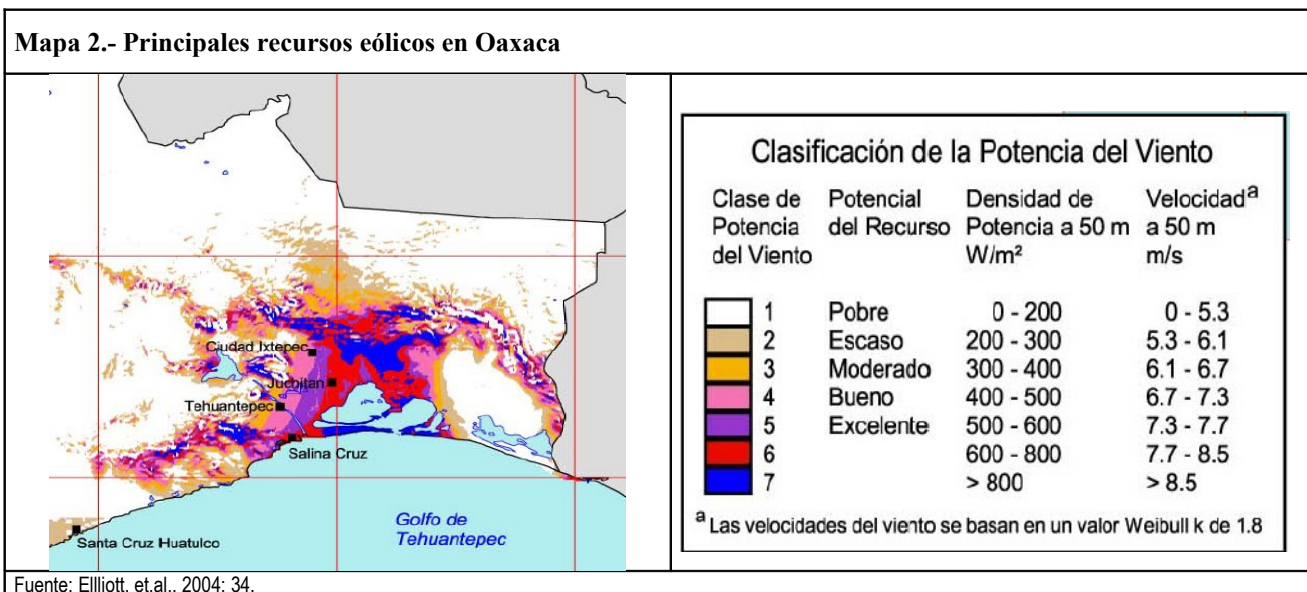 Mapa 2.- Principales recursos eólicos en Oaxaca
Ciudad Ixtepec
Juchitan
Tehuantepec
Salina Cruz
Golfo de
Tehuantepec
Santa Cruz Huatulco
Clasificación de la Potencia del Viento
Clase de Potencial Densidad de Velocidad a
Potencia del Recurso Potencia a 50 m a 50 m
del Viento W/m² m/s
1 Pobre 0 - 200 0 - 5.3
2 Escaso 200 - 300 5.3 - 6.1
3 Moderado 300 - 400 6.1 - 6.7
4 Bueno 400 - 500 6.7 - 7.3
5 Excelente 500 - 600 7.3 - 7.7
6 600 - 800 7.7 - 8.5
7 > 800 > 8.5
a Las velocidades del viento se basan en un valor Weibull k de 1.8
Fuente: Ellliott, et.al., 2004: 34.